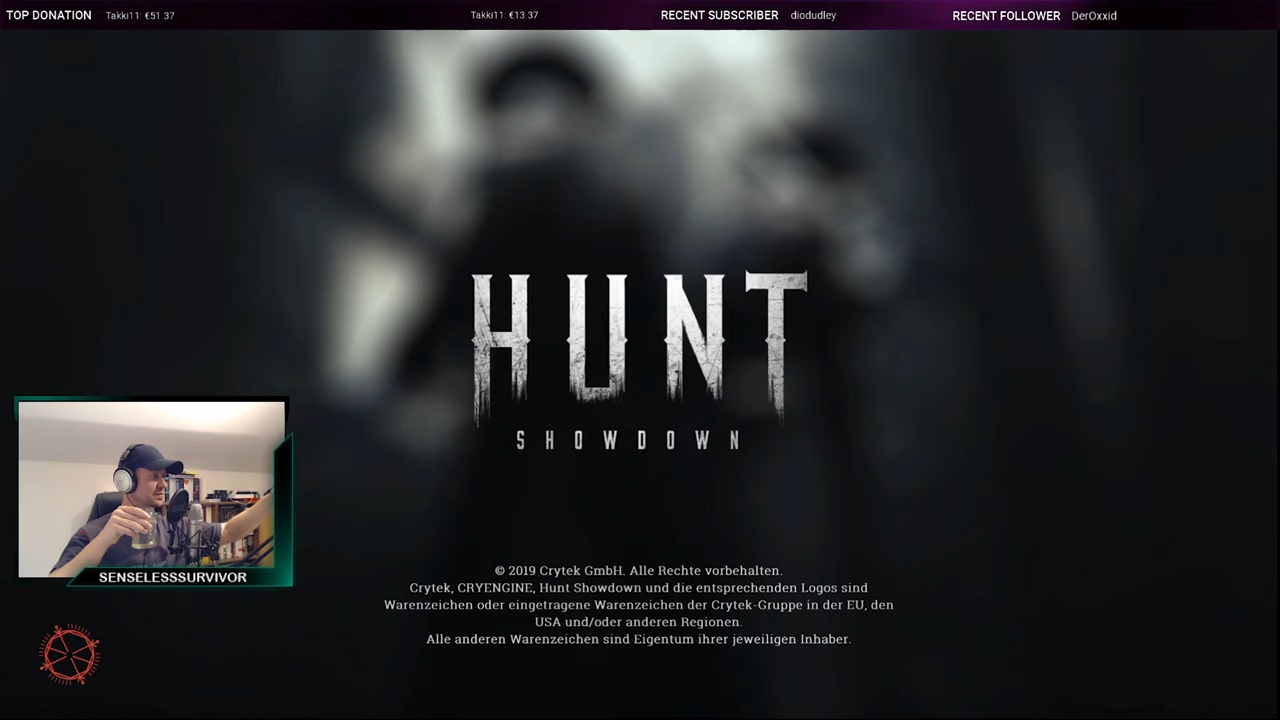 TOP DONATION Takki11: €51.37 Takki11: €13.37 RECENT SUBSCRIBER diodudley RECENT FOLLOWER DerOxxid
HUNT
SHOWDOWN
SENSELESSSURVIVOR
© 2019 Crytek GmbH. Alle Rechte vorbehalten.
Crytek, CRYENGINE, Hunt Showdown und die entsprechenden Logos sind
Warenzeichen oder eingetragene Warenzeichen der Crytek-Gruppe in der EU, den
USA und/oder anderen Regionen.
Alle anderen Warenzeichen sind Eigentum ihrer jeweiligen Inhaber.